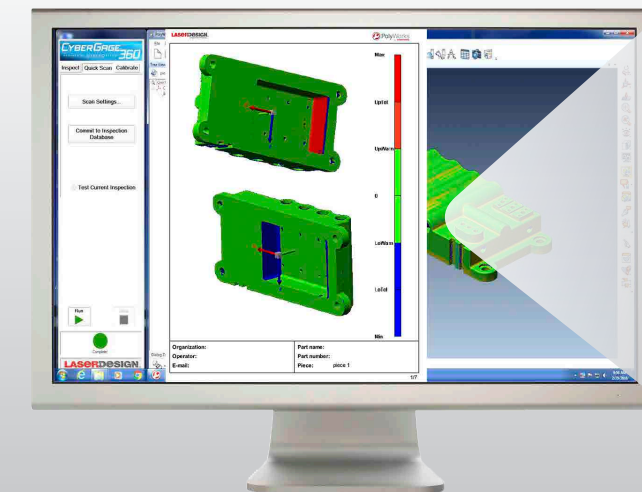 CYBERGAGE
360
Inspect Quick Scan Calibrate
Scan Settings...
Commit to Inspection
Database
Test Current Inspection
Run
Complete
LASERDESIGN
LASERDESIGN
PolyWorks
Max
UpTol
UpWarn
0
LoWarn
LoTol
Min
Organization:
Operator:
E-mail:
Part name:
Part number:
Piece: piece 1
1/7